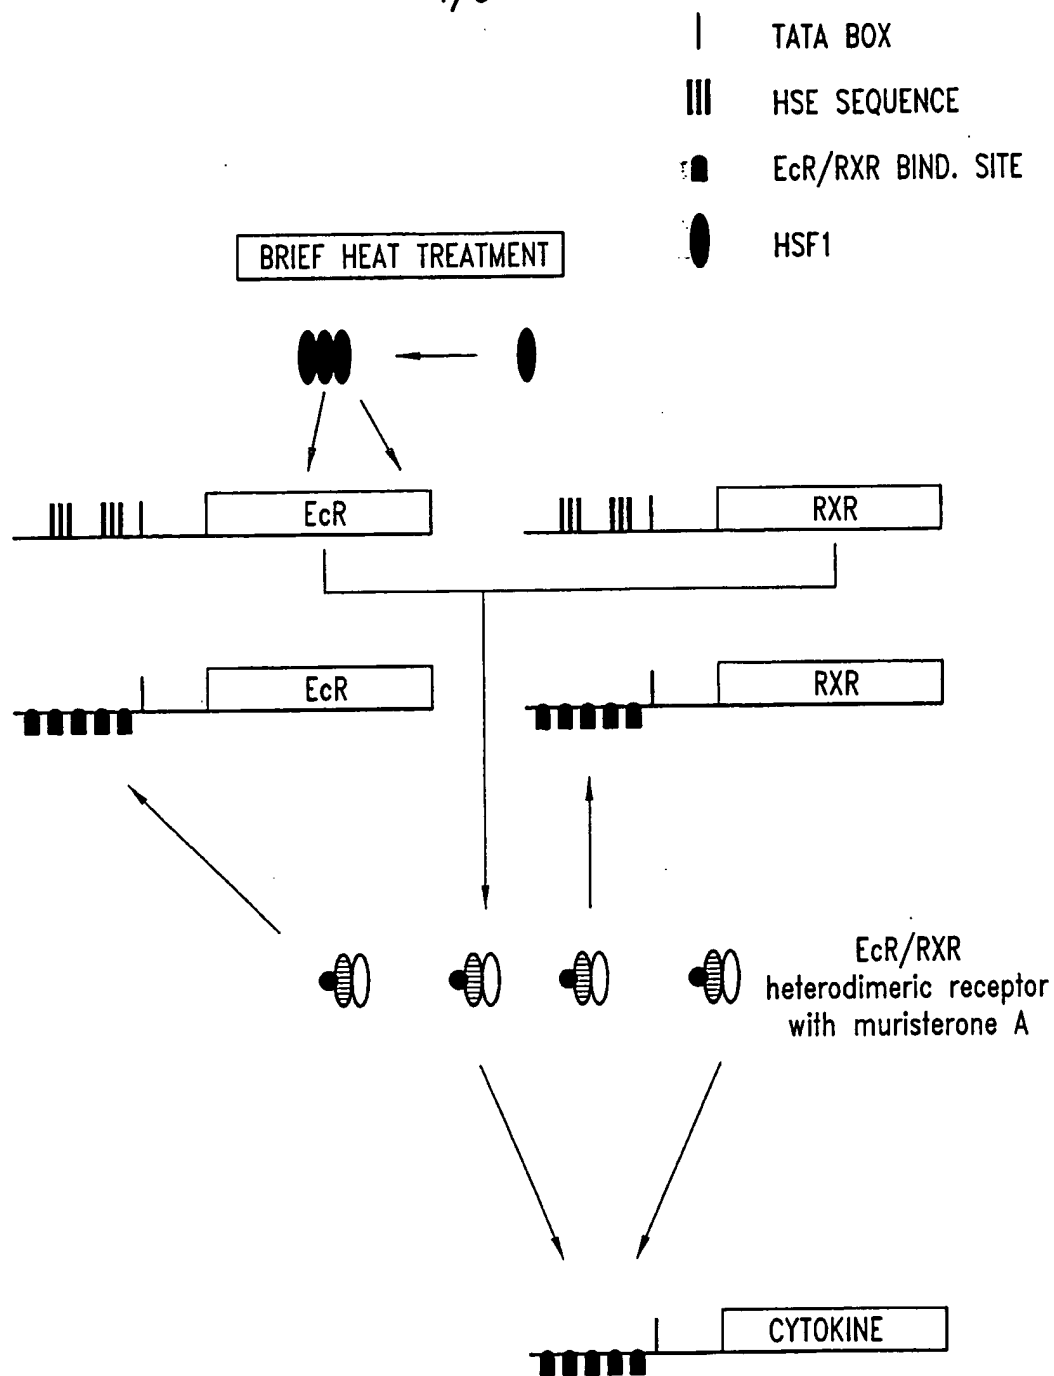 TATA BOX
HSE SEQUENCE
EcR/RXR BIND. SITE
HSF1
BRIEF HEAT TREATMENT
EcR
RXR
EcR
RXR
EcR/RXR
heterodimeric receptor
with muristerone A
CYTOKINE